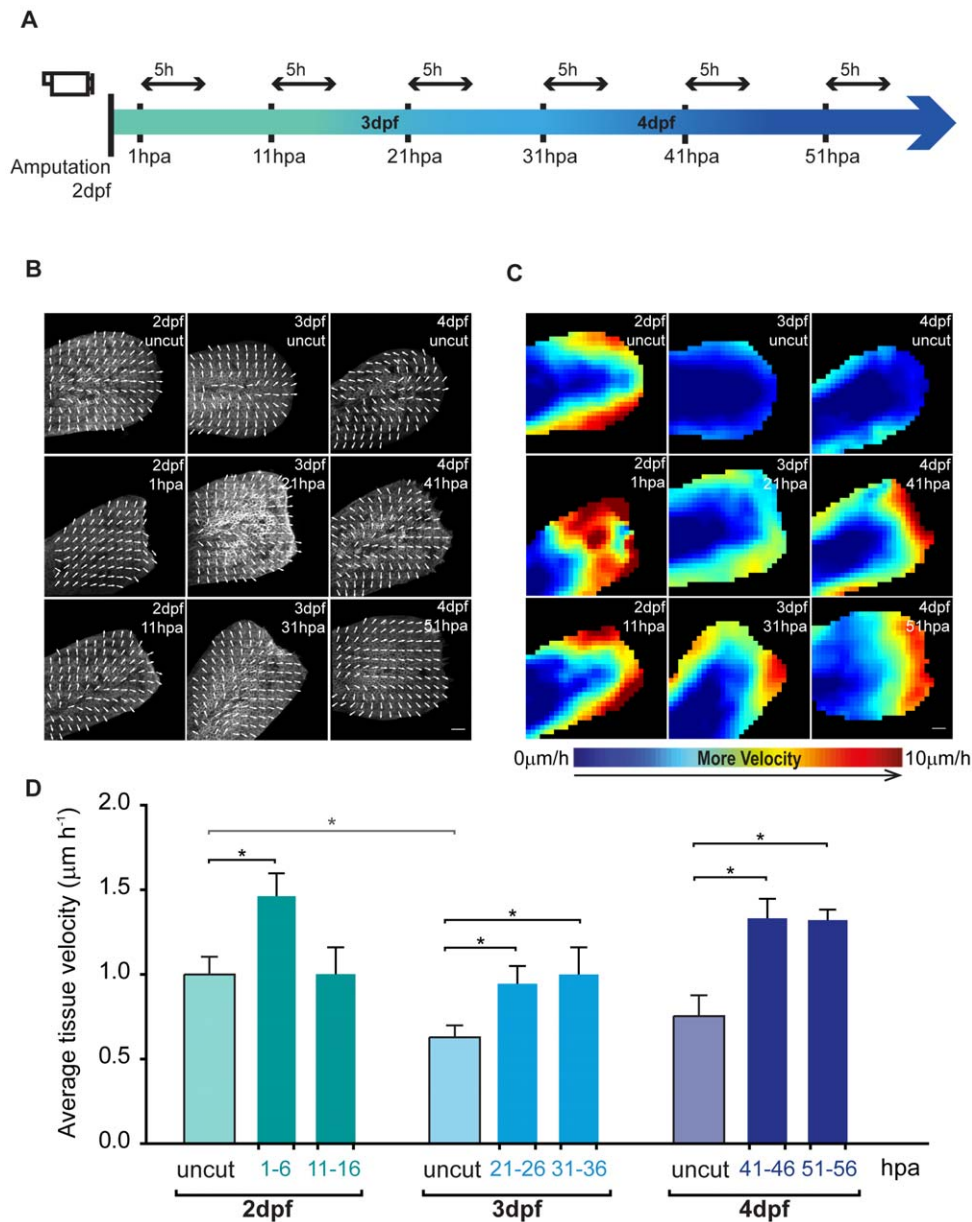 A
5h 5h 5h 5h 5h 5h
3dpf 4dpf
Amputation
2dpf
1hpa 11hpa 21hpa 31hpa 41hpa 51hpa
B
2dpf
uncut
3dpf
uncut
4dpf
uncut
2dpf
1hpa
3dpf
21hpa
4dpf
41hpa
2dpf
11hpa
3dpf
31hpa
4dpf
51hpa
C
2dpf
uncut
3dpf
uncut
4dpf
uncut
2dpf
1hpa
3dpf
21hpa
4dpf
41hpa
2dpf
11hpa
3dpf
31hpa
4dpf
51hpa
0µm/h More Velocity 10µm/h
D
Average tissue velocity (µm h⁻¹)
2.0
1.5
1.0
0.5
0.0
* * * * * *
uncut 1-6 11-16 uncut 21-26 31-36 uncut 41-46 51-56 hpa
2dpf 3dpf 4dpf